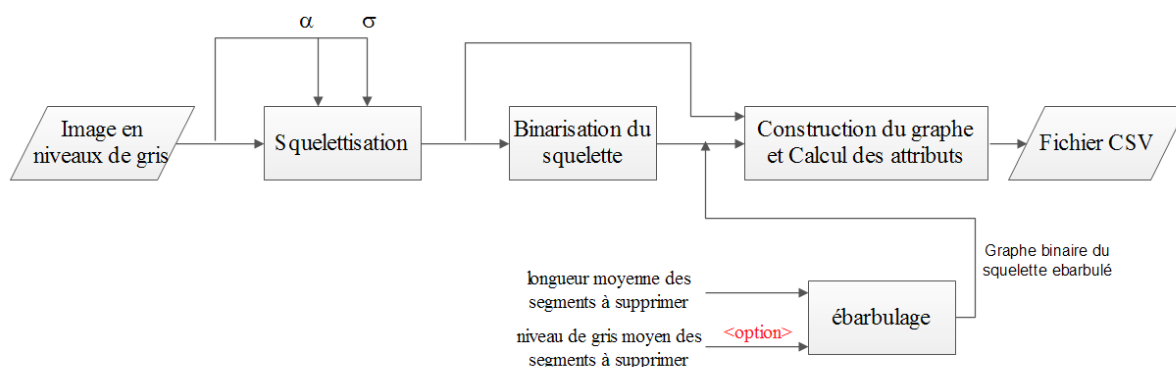 α σ
Image en
niveaux de gris
Squelettisation
Binarisation du
squelette
Construction du graphe
et Calcul des attributs
Fichier CSV
Graphe binaire du
squelette ebarbulé
longueur moyenne des
segments à supprimer
niveau de gris moyen des
segments à supprimer
<option>
ébarbulage